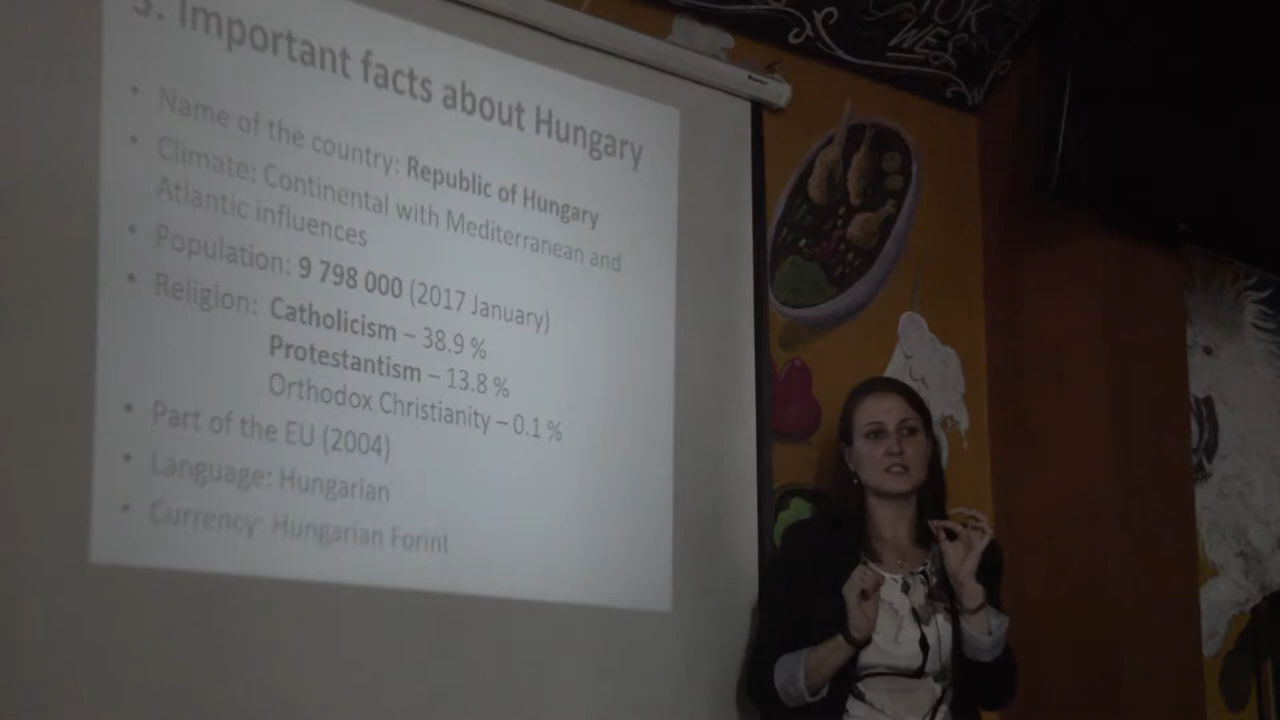 3. Important facts about Hungary
• Name of the country: Republic of Hungary
• Climate: Continental with Mediterranean and
Atlantic influences
• Population: 9 798 000 (2017 January)
• Religion: Catholicism – 38.9 %
Protestantism – 13.8 %
Orthodox Christianity – 0.1 %
• Part of the EU (2004)
• Language: Hungarian
• Currency: Hungarian Forint
WEST